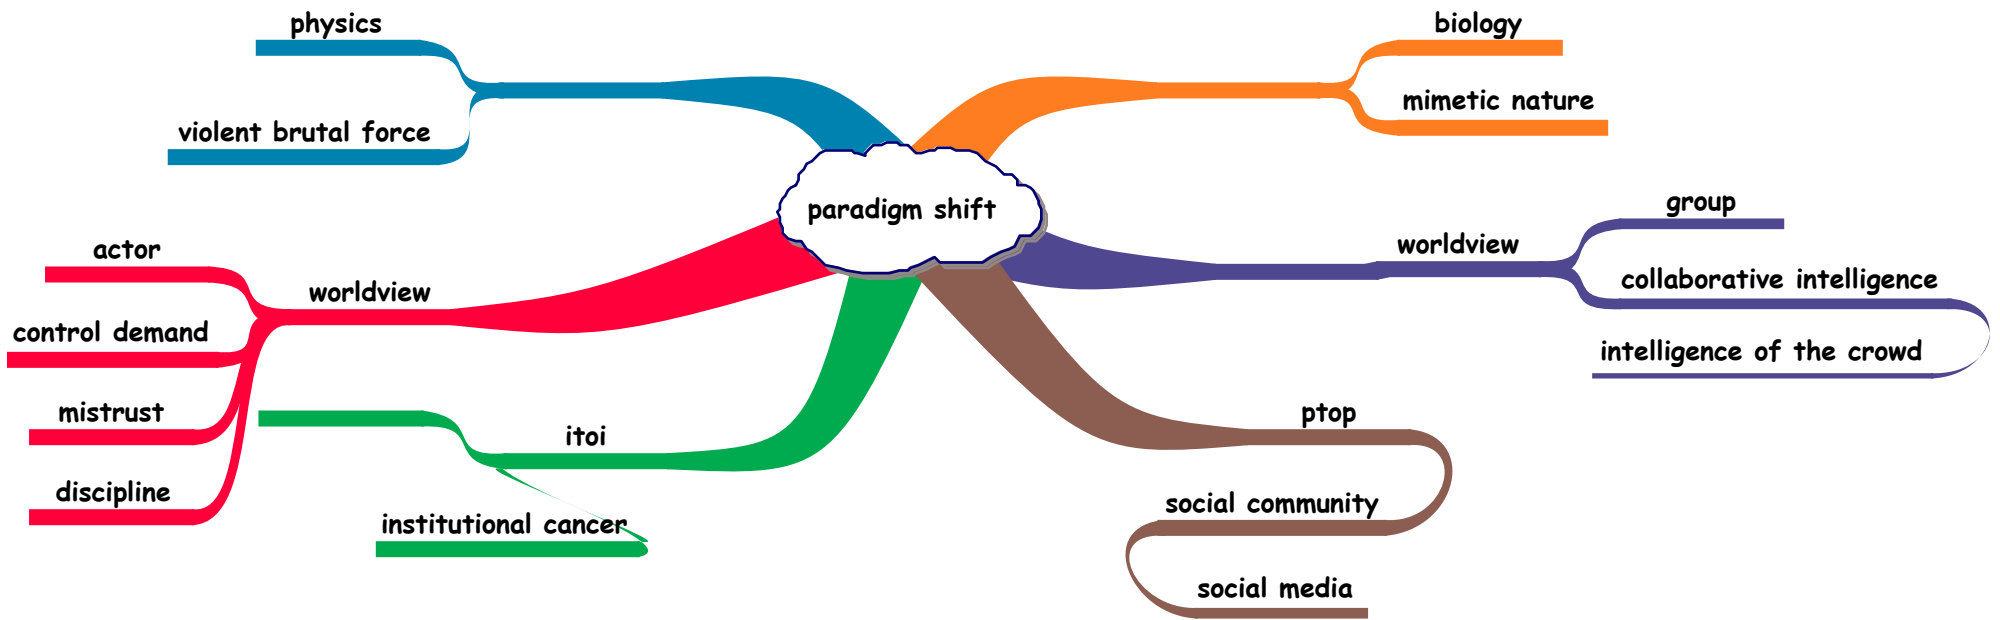 physics
violent brutal force
biology
mimetic nature
paradigm shift
actor
worldview
control demand
mistrust
discipline
itoi
institutional cancer
group
worldview
collaborative intelligence
intelligence of the crowd
ptop
social community
social media